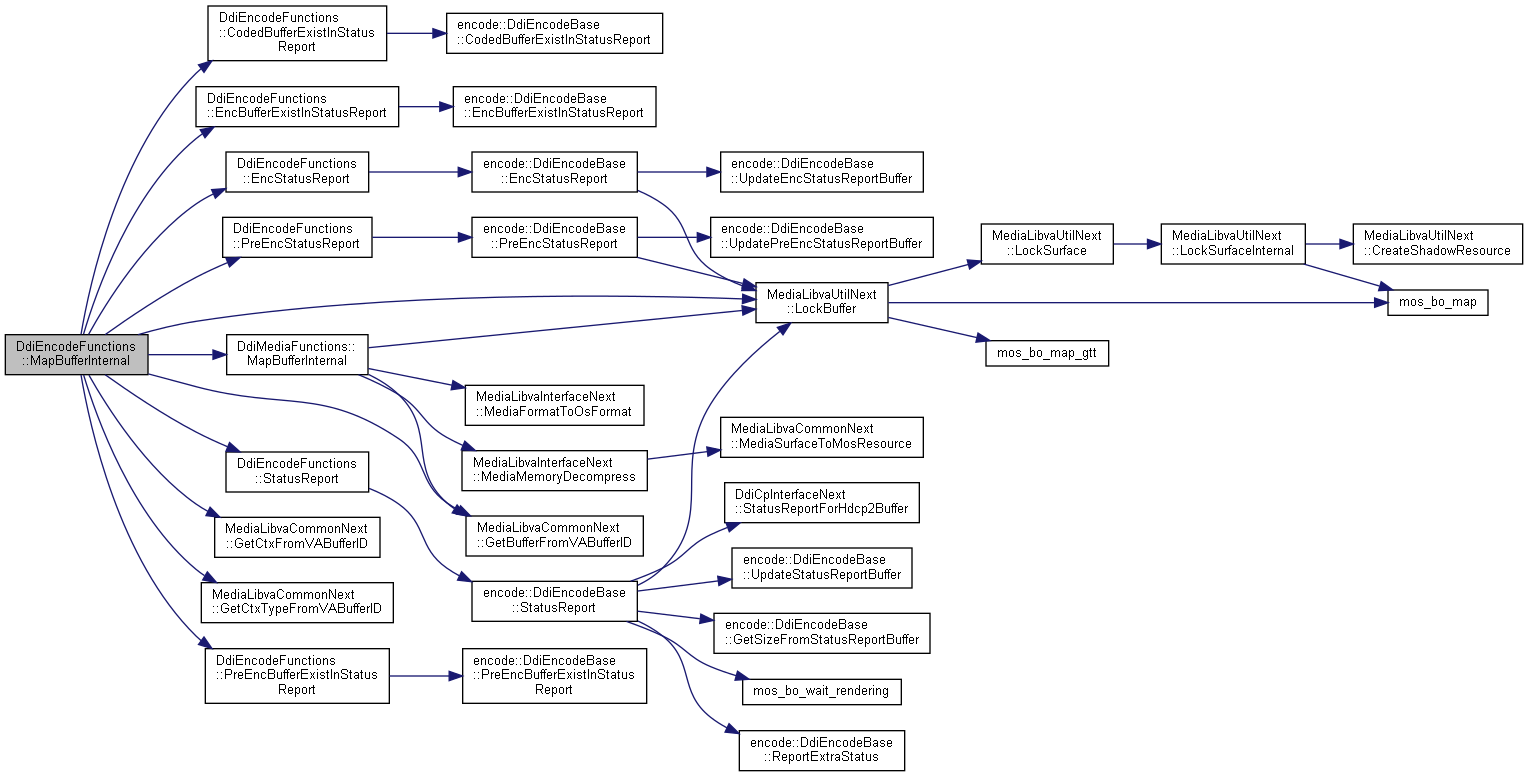 DdiEncodeFunctions
::MapBufferInternal
DdiEncodeFunctions
::CodedBufferExistInStatus
Report
encode::DdiEncodeBase
::CodedBufferExistInStatusReport
DdiEncodeFunctions
::EncBufferExistInStatusReport
encode::DdiEncodeBase
::EncBufferExistInStatusReport
DdiEncodeFunctions
::EncStatusReport
encode::DdiEncodeBase
::EncStatusReport
encode::DdiEncodeBase
::UpdateEncStatusReportBuffer
DdiEncodeFunctions
::PreEncStatusReport
encode::DdiEncodeBase
::PreEncStatusReport
encode::DdiEncodeBase
::UpdatePreEncStatusReportBuffer
MediaLibvaUtilNext
::LockSurface
MediaLibvaUtilNext
::LockSurfaceInternal
MediaLibvaUtilNext
::CreateShadowResource
MediaLibvaUtilNext
::LockBuffer
mos_bo_map
mos_bo_map_gtt
DdiMediaFunctions::
MapBufferInternal
MediaLibvaInterfaceNext
::MediaFormatToOsFormat
MediaLibvaInterfaceNext
::MediaMemoryDecompress
MediaLibvaCommonNext
::MediaSurfaceToMosResource
DdiEncodeFunctions
::StatusReport
MediaLibvaCommonNext
::GetCtxFromVABufferID
MediaLibvaCommonNext
::GetBufferFromVABufferID
DdiCpInterfaceNext
::StatusReportForHdcp2Buffer
encode::DdiEncodeBase
::UpdateStatusReportBuffer
MediaLibvaCommonNext
::GetCtxTypeFromVABufferID
encode::DdiEncodeBase
::StatusReport
encode::DdiEncodeBase
::GetSizeFromStatusReportBuffer
DdiEncodeFunctions
::PreEncBufferExistInStatus
Report
encode::DdiEncodeBase
::PreEncBufferExistInStatus
Report
mos_bo_wait_rendering
encode::DdiEncodeBase
::ReportExtraStatus